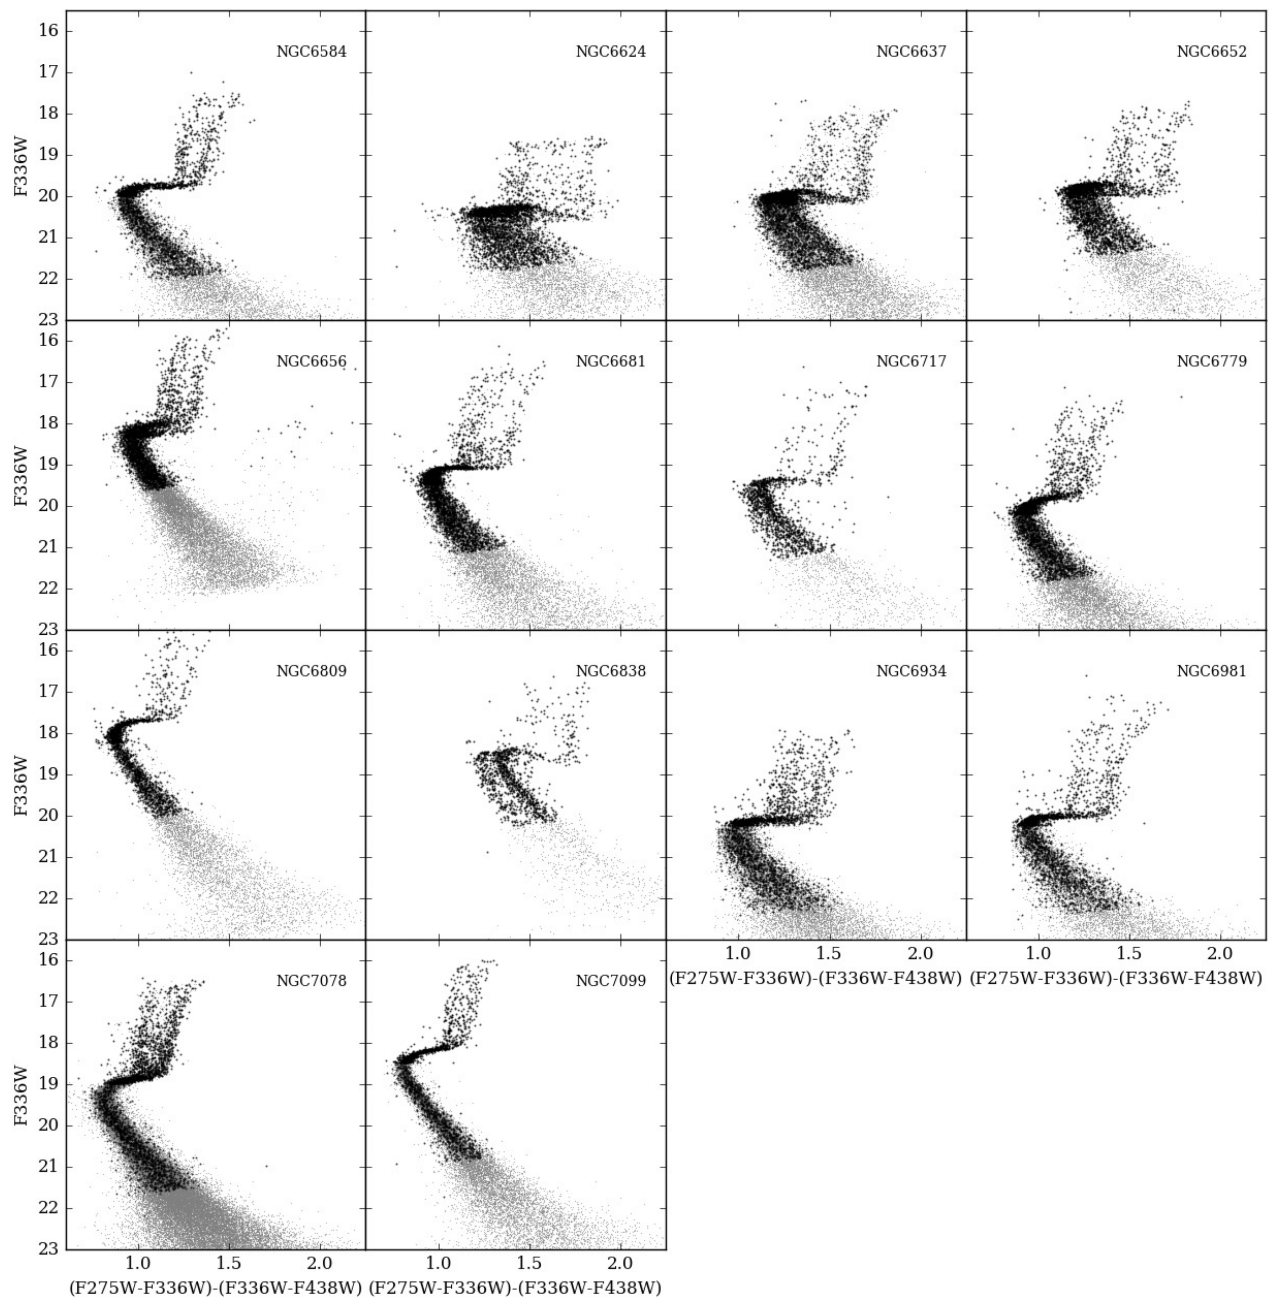 16
17
18
19
20
21
22
23
F336W
NGC6584
NGC6624
NGC6637
NGC6652
16
17
18
19
20
21
22
23
F336W
NGC6656
NGC6681
NGC6717
NGC6779
16
17
18
19
20
21
22
23
F336W
NGC6809
NGC6838
NGC6934
NGC6981
1.0 1.5 2.0 1.0 1.5 2.0
(F275W-F336W)-(F336W-F438W) (F275W-F336W)-(F336W-F438W)
16
17
18
19
20
21
22
23
F336W
NGC7078
NGC7099
1.0 1.5 2.0 1.0 1.5 2.0
(F275W-F336W)-(F336W-F438W) (F275W-F336W)-(F336W-F438W)